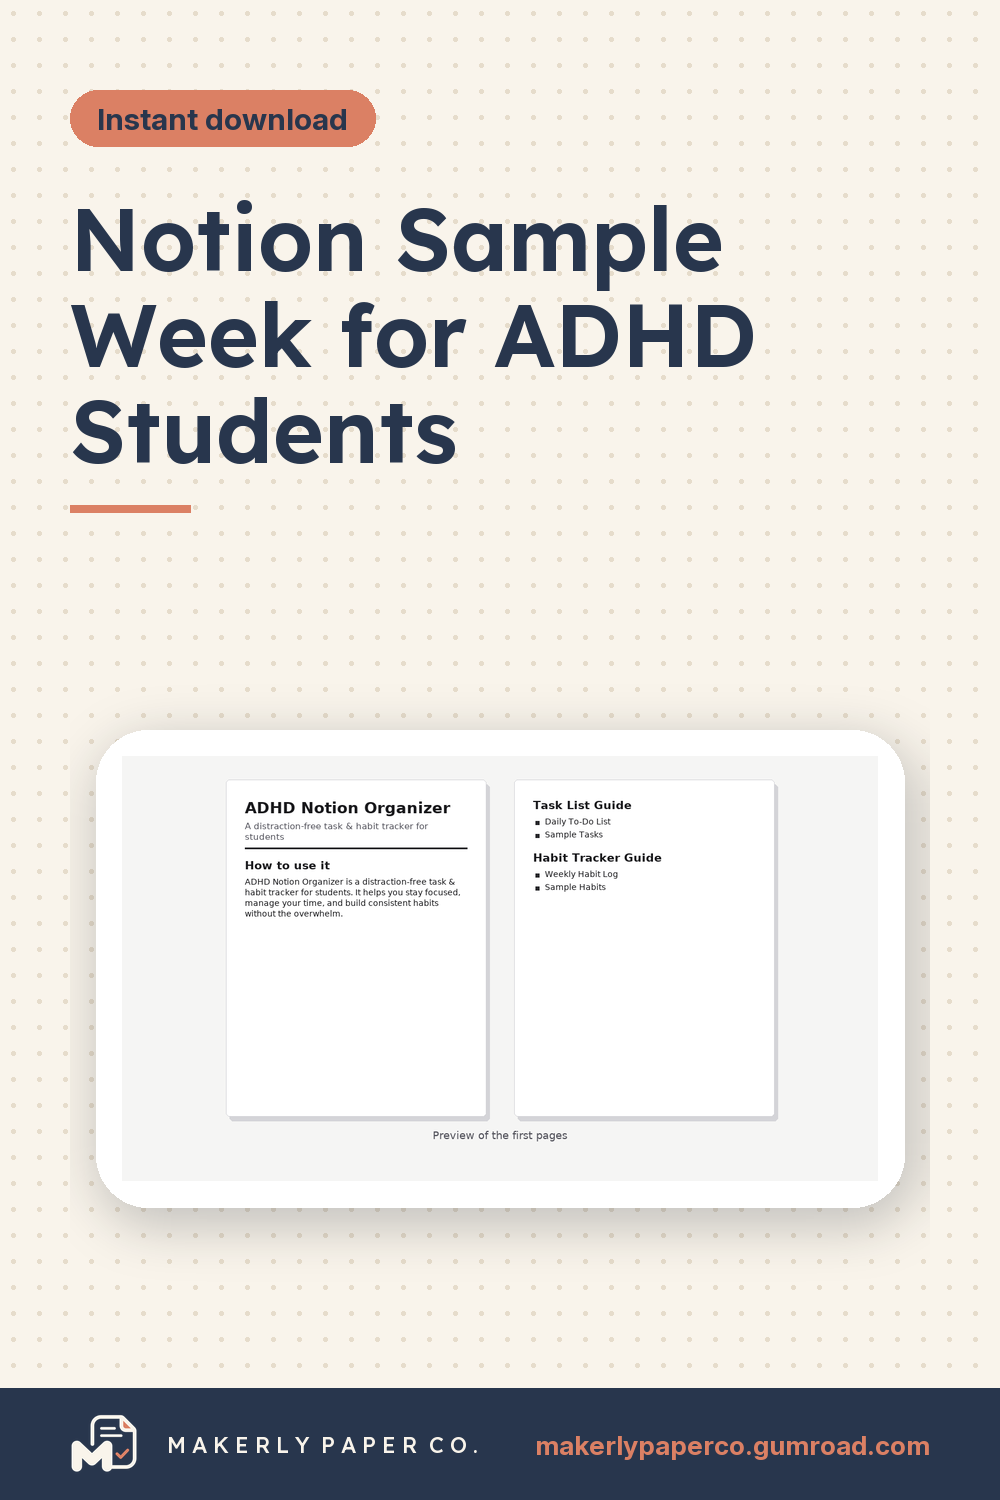 Instant download
Notion Sample
Week for ADHD
Students
ADHD Notion Organizer
A distraction-free task & habit tracker for
students
How to use it
ADHD Notion Organizer is a distraction-free task &
habit tracker for students. It helps you stay focused,
manage your time, and build consistent habits
without the overwhelm.
Task List Guide
▪ Daily To-Do List
▪ Sample Tasks
Habit Tracker Guide
▪ Weekly Habit Log
▪ Sample Habits
Preview of the first pages
M
MAKERLY PAPER CO.
makerlypaperco.gumroad.com